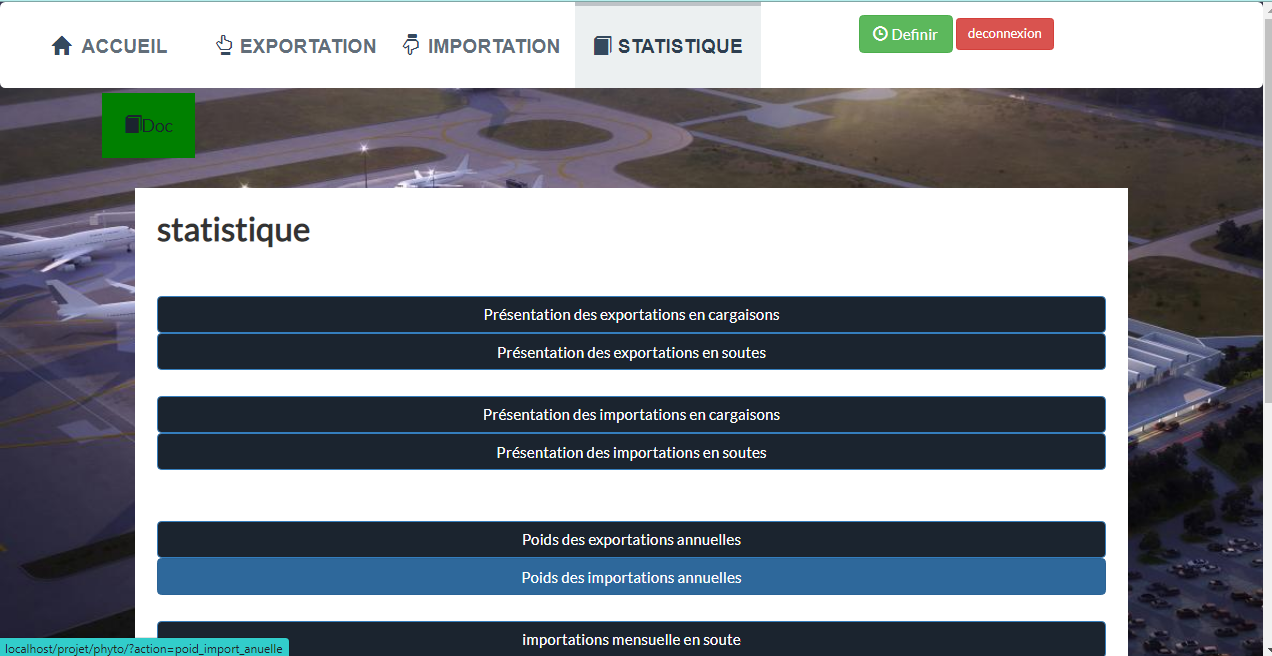 ACCUEIL EXPORTATION IMPORTATION STATISTIQUE Definir deconnexion
Doc
statistique
Présentation des exportations en cargaisons
Présentation des exportations en soutes
Présentation des importations en cargaisons
Présentation des importations en soutes
Poids des exportations annuelles
Poids des importations annuelles
importations mensuelle en soute
localhost/projet/phyto/?action=poid_import_anuelle